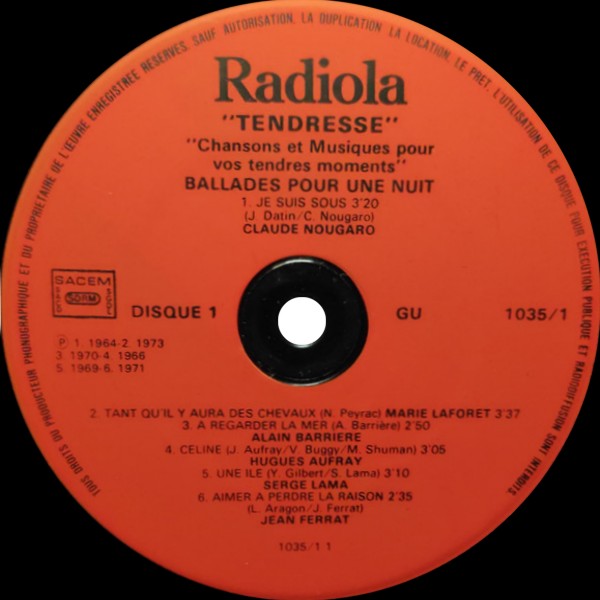 TOUS DROITS DU PRODUCTEUR PHONOGRAPHIQUE ET DU PROPRIETAIRE DE L'ŒUVRE ENREGISTREE RESERVES. SAUF AUTORISATION, LA DUPLICATION, LA LOCATION, LE PRET, L'UTILISATION DE CE DISQUE POUR EXECUTION PUBLIQUE ET RADIODIFFUSION SONT INTERDITS
Radiola
"TENDRESSE"
"Chansons et Musiques pour
vos tendres moments"
BALLADES POUR UNE NUIT
1. JE SUIS SOUS 3'20
(J. Datin/C. Nougaro)
CLAUDE NOUGARO
SACEM
SDRM
DISQUE 1
GU
1035/1
℗ 1. 1964-2. 1973
3. 1970-4. 1966
5. 1969-6. 1971
2. TANT QU'IL Y AURA DES CHEVAUX (N. Peyrac) MARIE LAFORET 3'37
3. A REGARDER LA MER (A. Barrière) 2'50
ALAIN BARRIERE
4. CELINE (J. Aufray/V. Buggy/M. Shuman) 3'05
HUGUES AUFRAY
5. UNE ILE (Y. Gilbert/S. Lama) 3'10
SERGE LAMA
6. AIMER A PERDRE LA RAISON 2'35
(L. Aragon/J. Ferrat)
JEAN FERRAT
1035/1 1